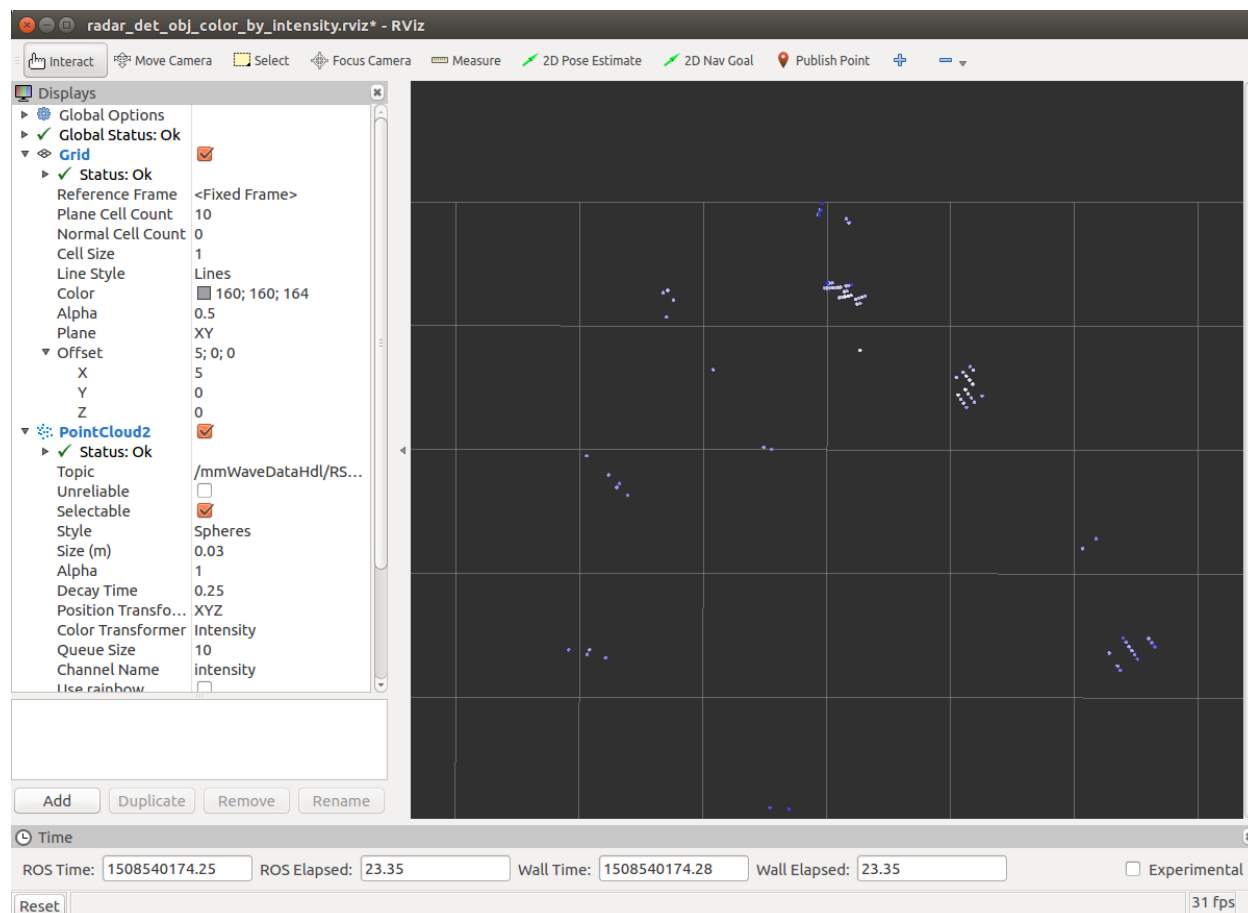 radar_det_obj_color_by_intensity.rviz* - RViz
Interact Move Camera Select Focus Camera Measure 2D Pose Estimate 2D Nav Goal Publish Point
Displays
Global Options
Global Status: Ok
Grid
Status: Ok
Reference Frame <Fixed Frame>
Plane Cell Count 10
Normal Cell Count 0
Cell Size 1
Line Style Lines
Color 160; 160; 164
Alpha 0.5
Plane XY
Offset 5; 0; 0
X 5
Y 0
Z 0
PointCloud2
Status: Ok
Topic /mmWaveDataHdl/RS...
Unreliable
Selectable
Style Spheres
Size (m) 0.03
Alpha 1
Decay Time 0.25
Position Transfo... XYZ
Color Transformer Intensity
Queue Size 10
Channel Name intensity
Use rainbow
Add Duplicate Remove Rename
Time
ROS Time: 1508540174.25 ROS Elapsed: 23.35 Wall Time: 1508540174.28 Wall Elapsed: 23.35 Experimental
Reset 31 fps